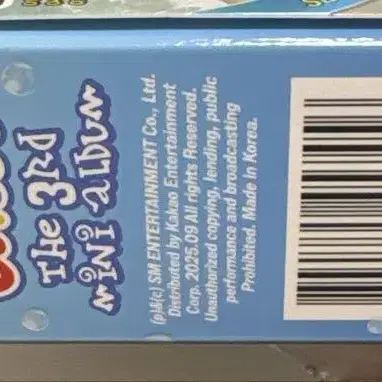 The 3rd
mini album
(p)&(c) SM ENTERTAINMENT Co., Ltd.
Distributed by Kakao Entertainment
Corp. 2025.09 All rights Reserved.
Unauthorized copying, lending, public
performance and broadcasting
Prohibited. Made In Korea.